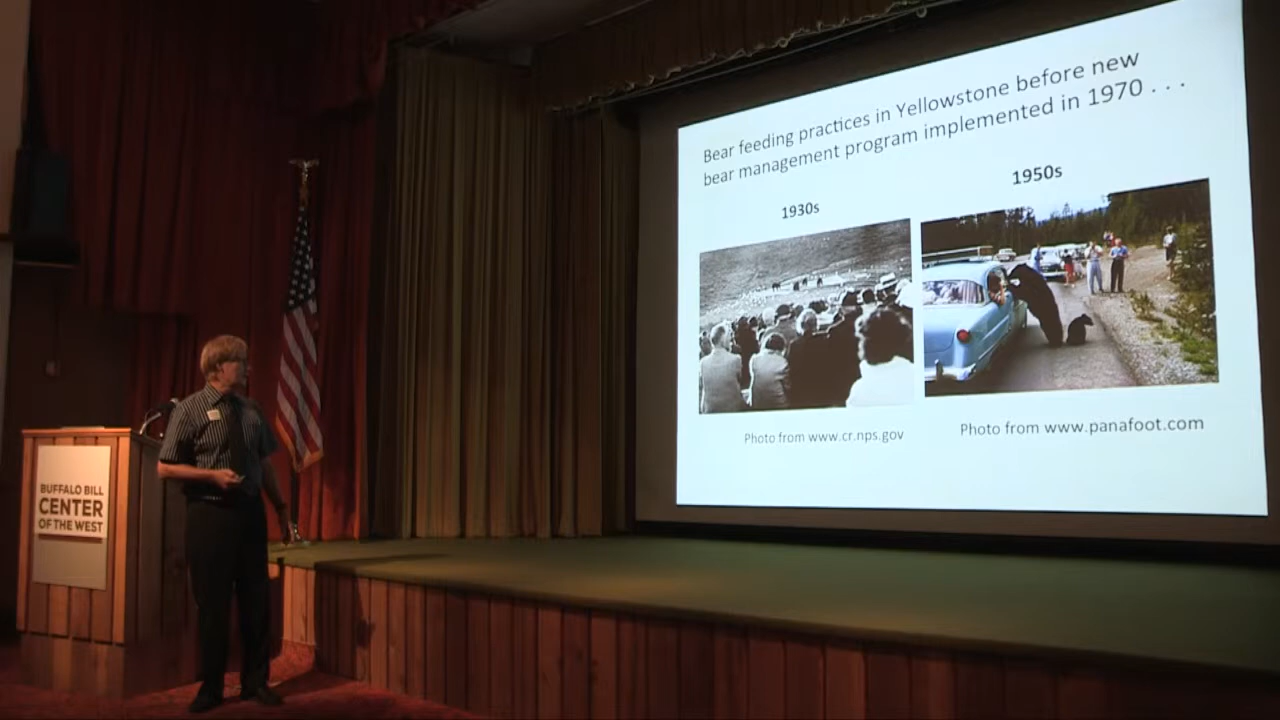 Bear feeding practices in Yellowstone before new
bear management program implemented in 1970 . . .
1930s
1950s
Photo from www.cr.nps.gov
Photo from www.panafoot.com
BUFFALO BILL
CENTER
OF THE WEST